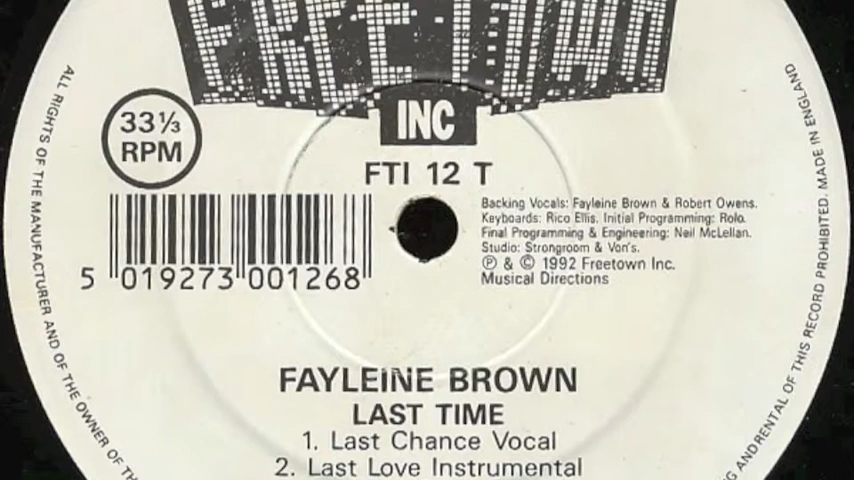 FREETOWN
INC
33⅓
RPM
FTI 12 T
Backing Vocals: Fayleine Brown & Robert Owens.
Keyboards: Rico Ellis. Initial Programming: Rolo.
Final Programming & Engineering: Neil McLellan.
Studio: Strongroom & Von's.
℗ & © 1992 Freetown Inc.
Musical Directions
5 019273 001268
FAYLEINE BROWN
LAST TIME
1. Last Chance Vocal
2. Last Love Instrumental
ALL RIGHTS OF THE MANUFACTURER AND OF THE OWNER OF TH
NG AND RENTAL OF THIS RECORD PROHIBITED. MADE IN ENGLAND